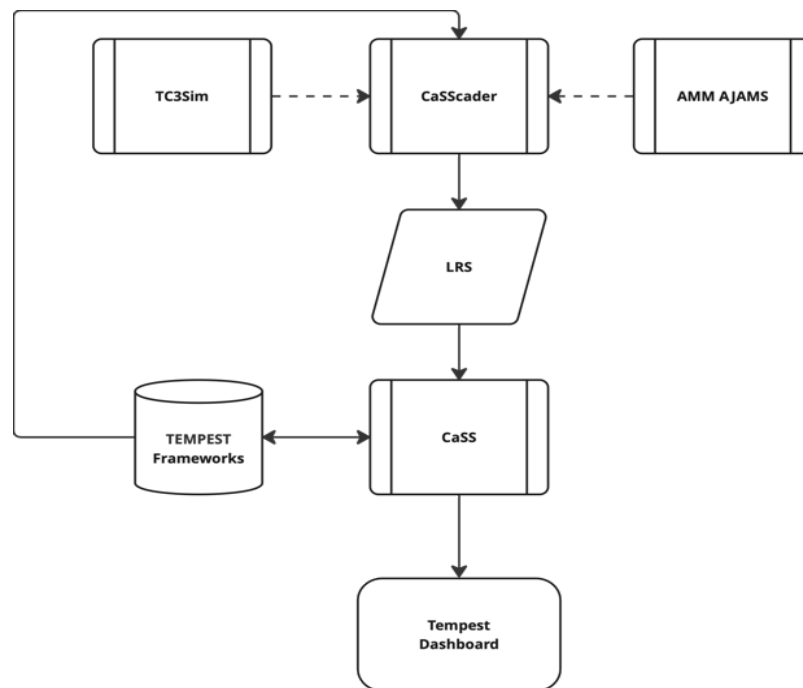 TC3Sim
CaSScader
AMM AJAMS
LRS
TEMPEST
Frameworks
CaSS
Tempest
Dashboard